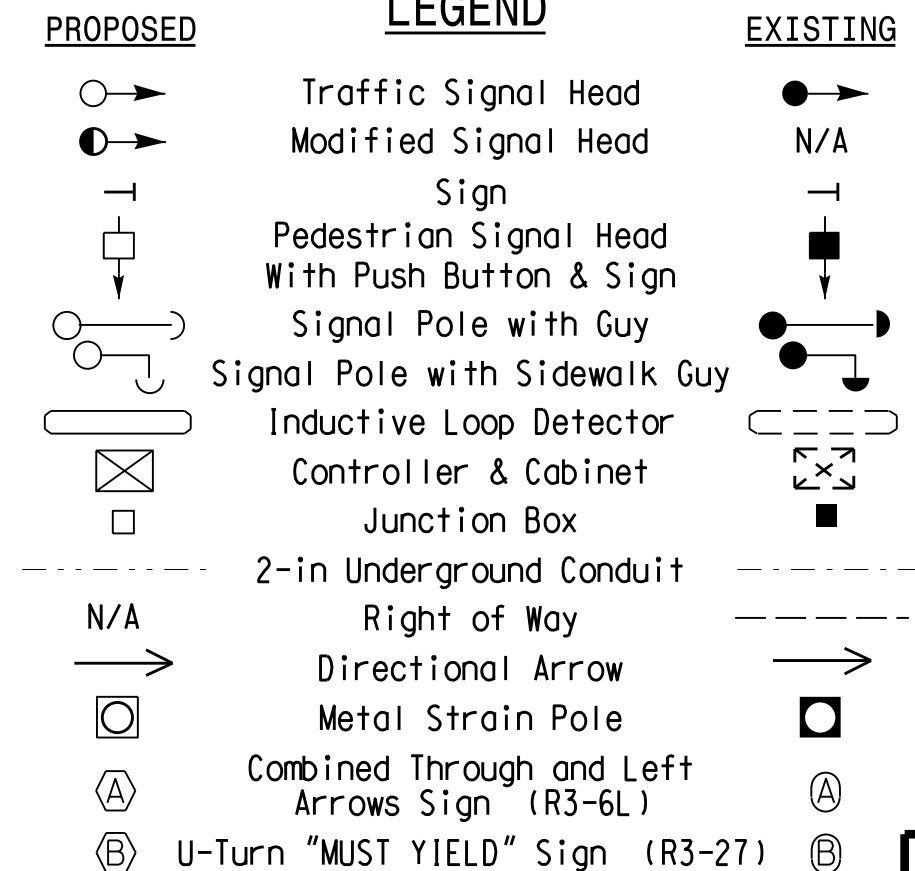 LEGEND
PROPOSED EXISTING
Traffic Signal Head
Modified Signal Head N/A
Sign
Pedestrian Signal Head
With Push Button & Sign
Signal Pole with Guy
Signal Pole with Sidewalk Guy
Inductive Loop Detector
Controller & Cabinet
Junction Box
2-in Underground Conduit
N/A Right of Way
Directional Arrow
Metal Strain Pole
Combined Through and Left
A Arrows Sign (R3-6L) A
B U-Turn "MUST YIELD" Sign (R3-27) B